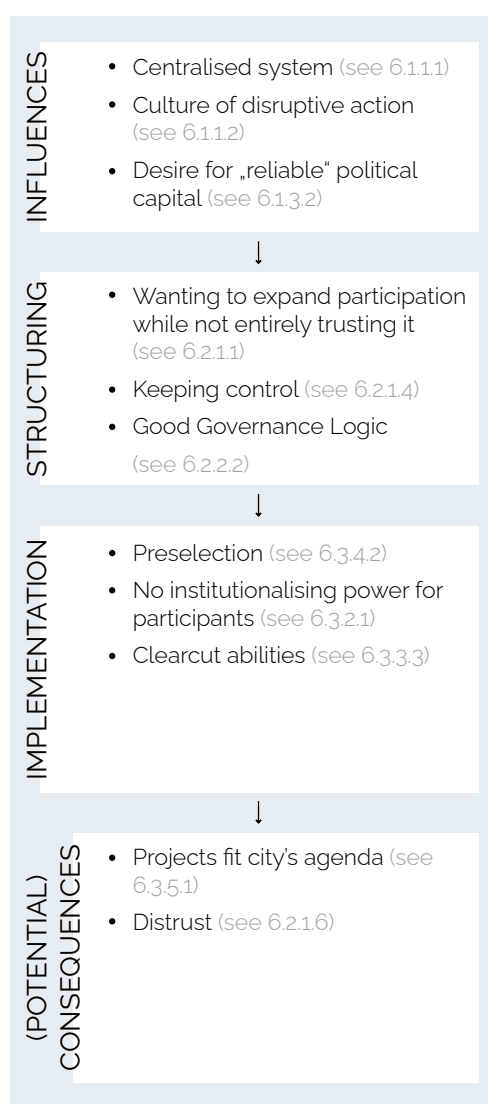 INFLUENCES
• Centralised system (see 6.1.1.1)
• Culture of disruptive action
(see 6.1.1.2)
• Desire for „reliable“ political
capital (see 6.1.3.2)
↓
STRUCTURING
• Wanting to expand participation
while not entirely trusting it
(see 6.2.1.1)
• Keeping control (see 6.2.1.4)
• Good Governance Logic
(see 6.2.2.2)
↓
IMPLEMENTATION
• Preselection (see 6.3.4.2)
• No institutionalising power for
participants (see 6.3.2.1)
• Clearcut abilities (see 6.3.3.3)
↓
(POTENTIAL)
CONSEQUENCES
• Projects fit city’s agenda (see
6.3.5.1)
• Distrust (see 6.2.1.6)